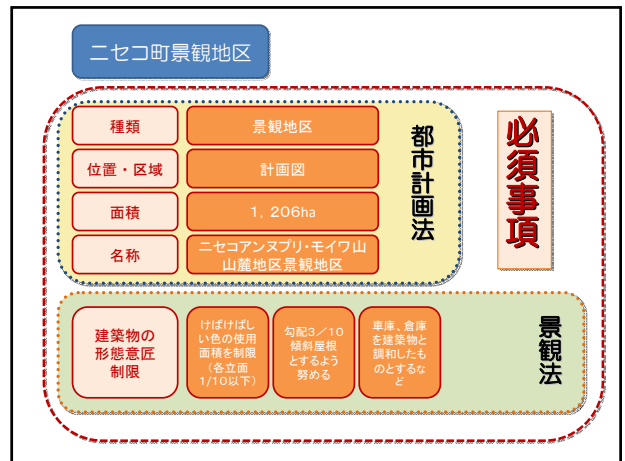 ニセコ町景観地区
種類
景観地区
位置・区域
計画図
面積
1,206ha
名称
ニセコアンヌプリ・モイワ山
山麓地区景観地区
都市計画法
必須事項
建築物の
形態意匠
制限
けばけばし
い色の使用
面積を制限
(各立面
1/10以下)
勾配3/10
傾斜屋根
とするよう
努める
車庫、倉庫
を建築物と
調和したも
のとするな
ど
景観法